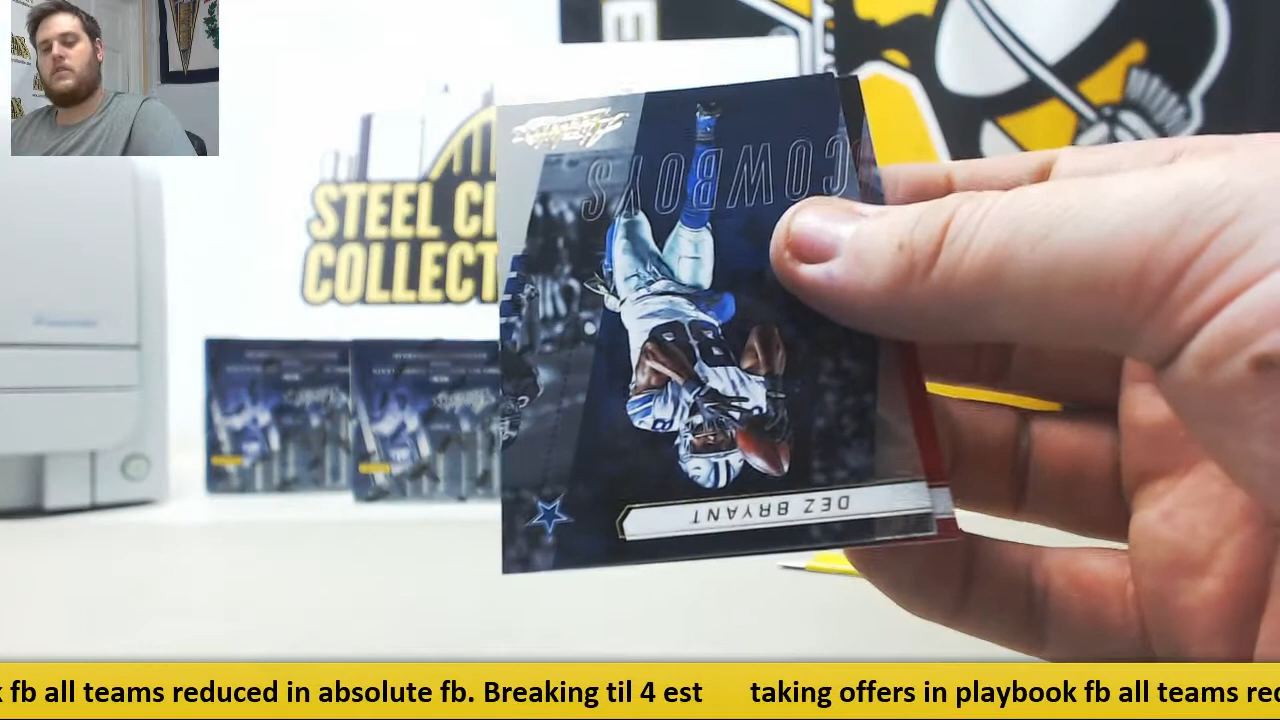 STEEL CI
COLLECT
COWBOYS
DEZ BRYANT
fb all teams reduced in absolute fb. Breaking til 4 est taking offers in playbook fb all teams